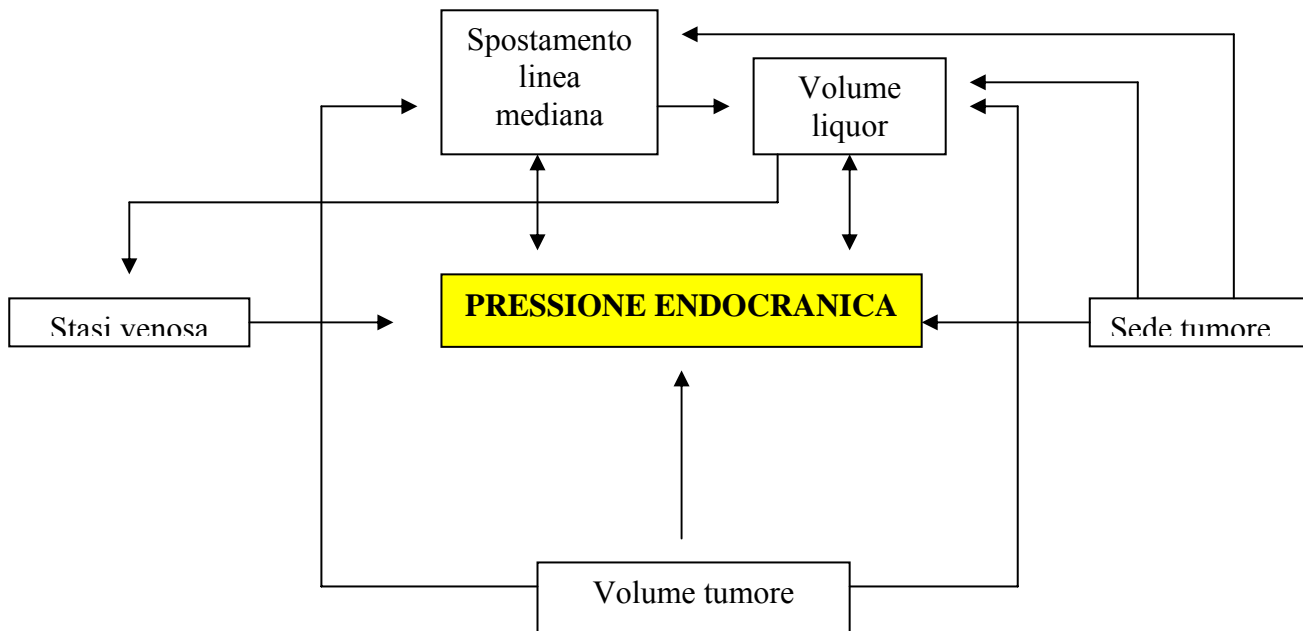 Spostamento
linea
mediana
Volume
liquor
PRESSIONE ENDOCRANICA
Stasi venosa
Sede tumore
Volume tumore